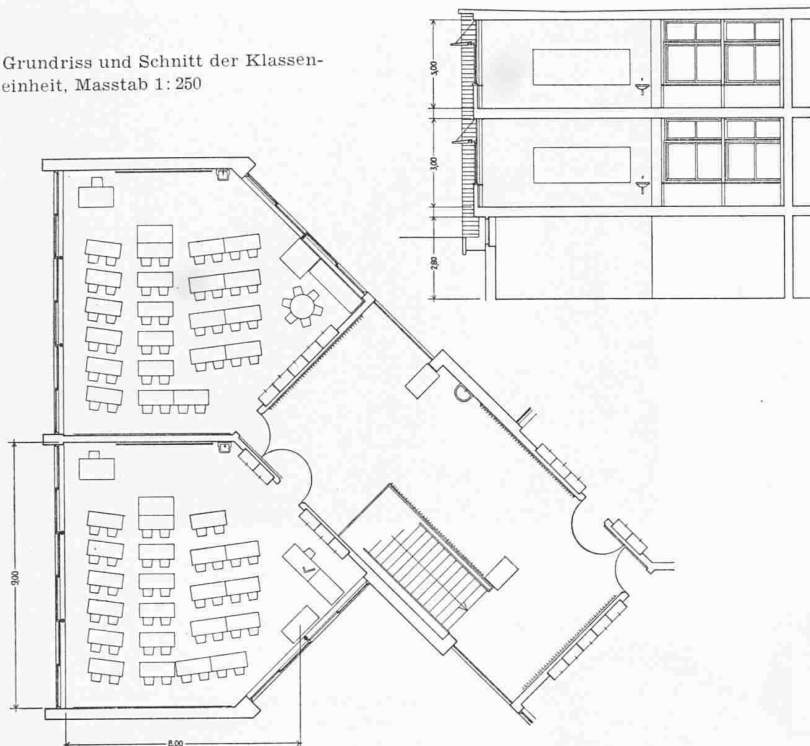 Grundriss und Schnitt der Klassen-
einheit, Masstab 1: 250
3,00
3,00
2,80
9,00
8,00